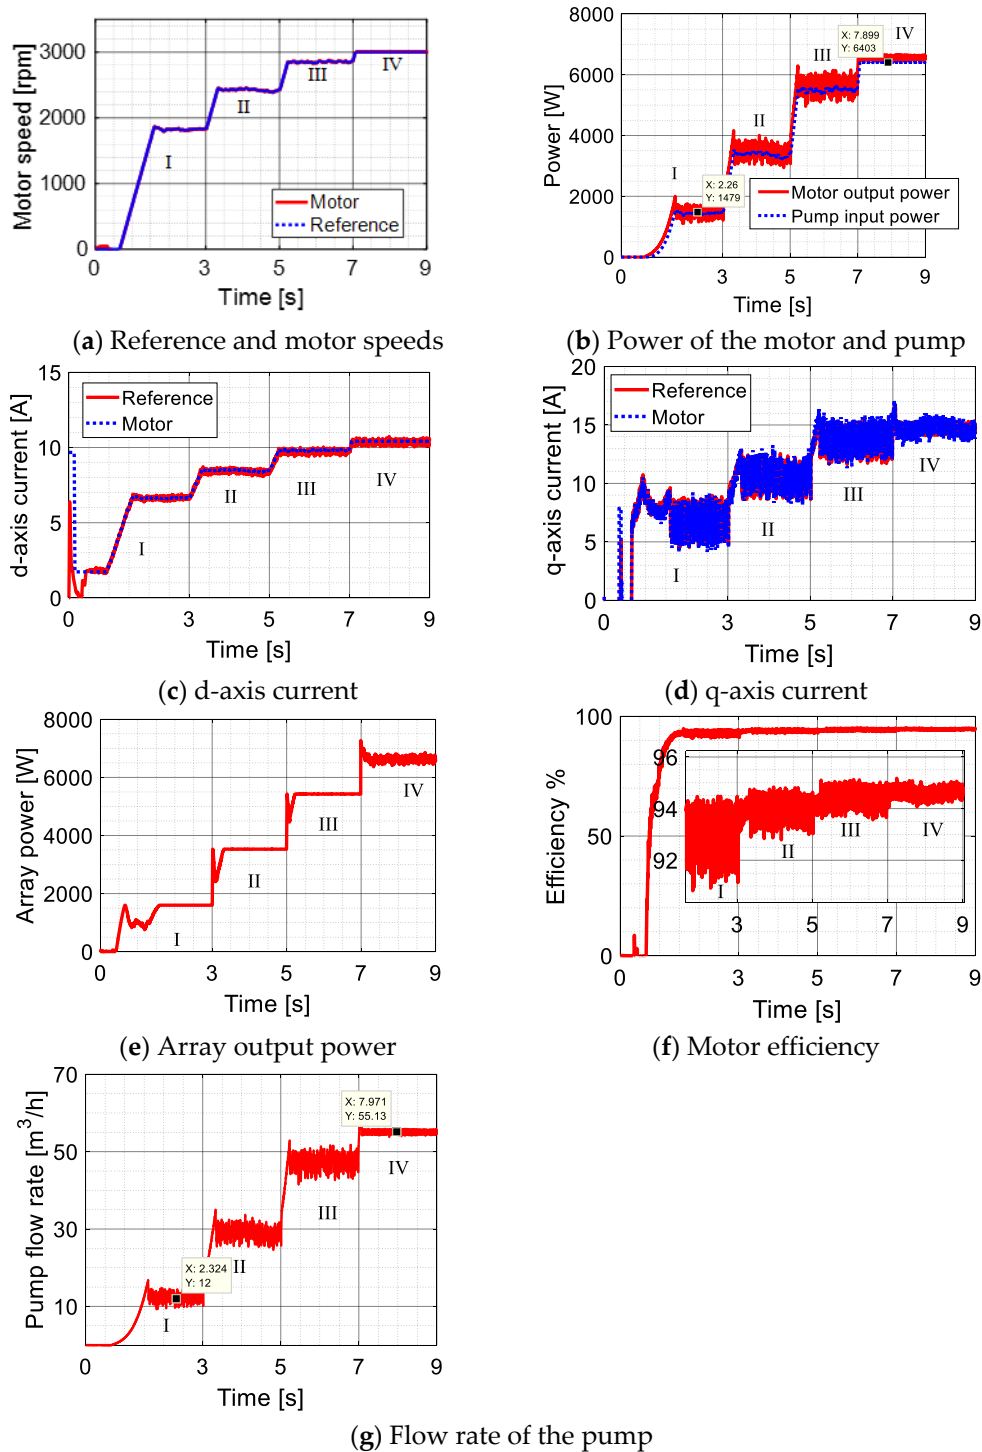 Motor speed [rpm]
3000
2000
1000
0
I
II
III
IV
Motor
Reference
0 3 5 7 9
Time [s]
(a) Reference and motor speeds
Power [W]
8000
6000
4000
2000
0
X: 7.899
Y: 6403
IV
III
II
I
X: 2.26
Y: 1479
Motor output power
Pump input power
0 3 5 7 9
Time [s]
(b) Power of the motor and pump
d-axis current [A]
15
10
5
0
Reference
Motor
I
II
III
IV
0 3 5 7 9
Time [s]
(c) d-axis current
q-axis current [A]
20
15
10
5
0
Reference
Motor
I
II
III
IV
0 3 5 7 9
Time [s]
(d) q-axis current
Array power [W]
8000
6000
4000
2000
0
I
II
III
IV
0 3 5 7 9
Time [s]
(e) Array output power
Efficiency %
100
50
0
96
94
92
I
II
III
IV
3 5 7 9
0 3 5 7 9
Time [s]
(f) Motor efficiency
Pump flow rate [m³/h]
70
50
30
10
X: 7.971
Y: 55.13
IV
III
II
X: 2.324
Y: 12
I
0 3 5 7 9
Time [s]
(g) Flow rate of the pump